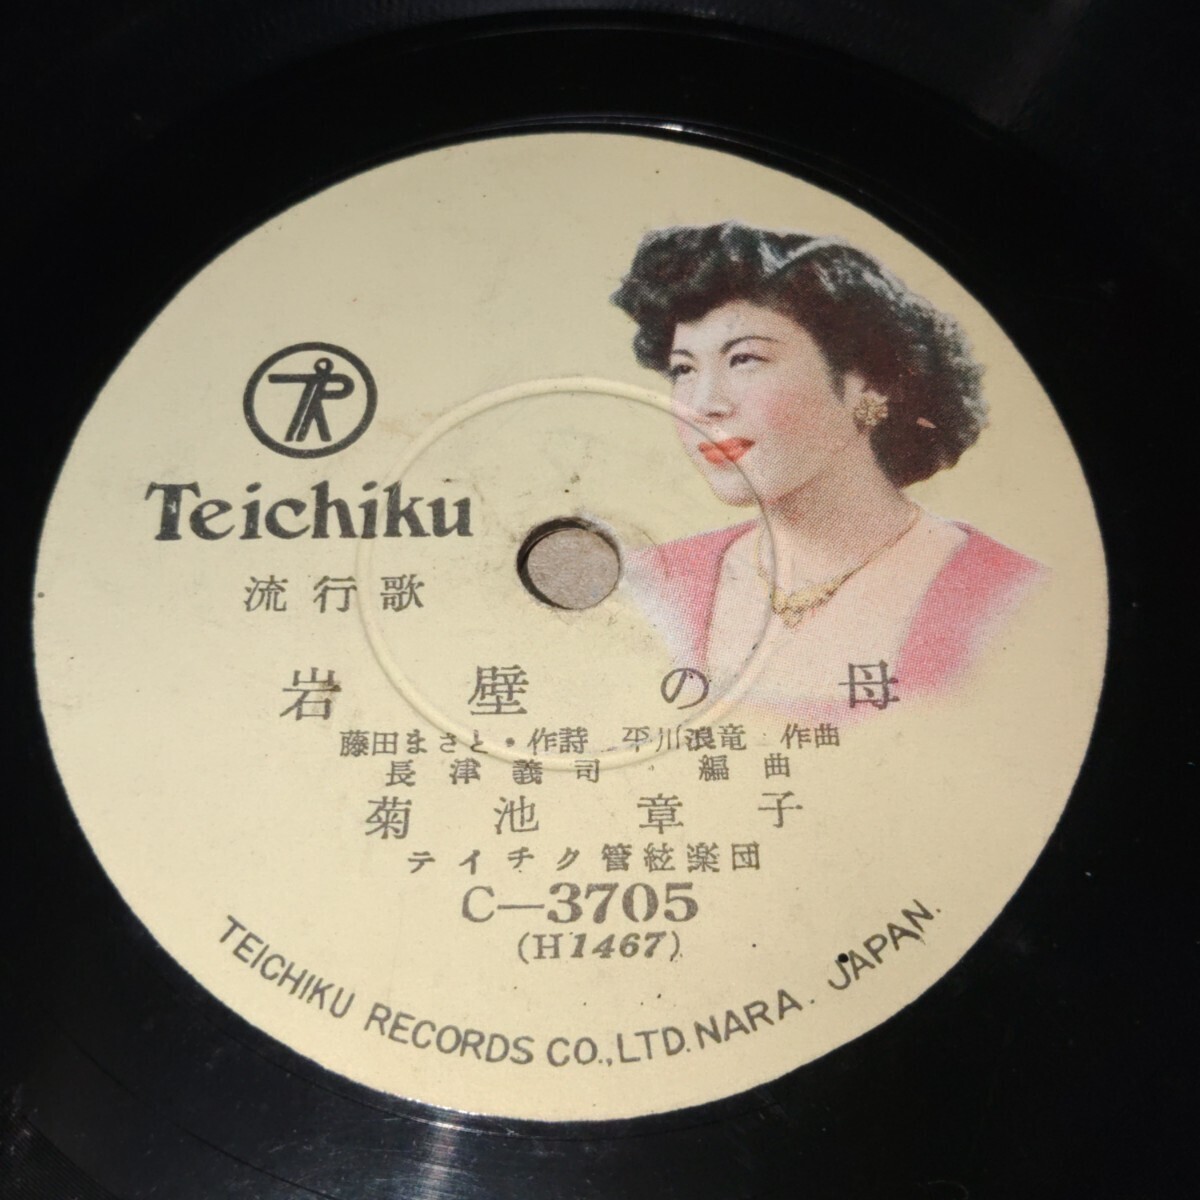 Teichiku
流行歌
岩壁の母
藤田まさと・作詩 平川浪竜 作曲
長津義司 編曲
菊池章子
テイチク管絃楽団
C—3705
(H1467)
TEICHIKU RECORDS CO.,LTD. NARA. JAPAN.